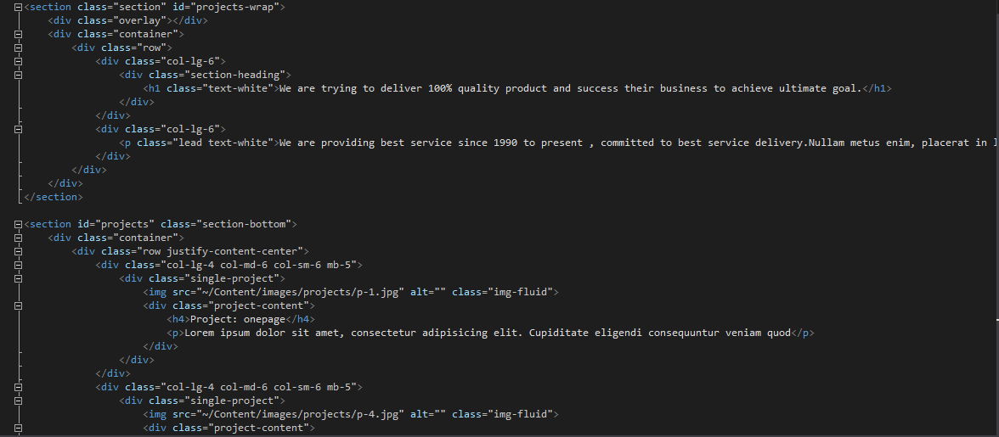 <section class="section" id="projects-wrap">
<div class="overlay"></div>
<div class="container">
<div class="row">
<div class="col-lg-6">
<div class="section-heading">
<h1 class="text-white">We are trying to deliver 100% quality product and success their business to achieve ultimate goal.</h1>
</div>
</div>
<div class="col-lg-6">
<p class="lead text-white">We are providing best service since 1990 to present , committed to best service delivery.Nullam metus enim, placerat in
</div>
</div>
</div>
</section>
<section id="projects" class="section-bottom">
<div class="container">
<div class="row justify-content-center">
<div class="col-lg-4 col-md-6 col-sm-6 mb-5">
<div class="single-project">
<img src="~/Content/images/projects/p-1.jpg" alt="" class="img-fluid">
<div class="project-content">
<h4>Project: onepage</h4>
<p>Lorem ipsum dolor sit amet, consectetur adipisicing elit. Cupiditate eligendi consequuntur veniam quod</p>
</div>
</div>
</div>
<div class="col-lg-4 col-md-6 col-sm-6 mb-5">
<div class="single-project">
<img src="~/Content/images/projects/p-4.jpg" alt="" class="img-fluid">
<div class="project-content">